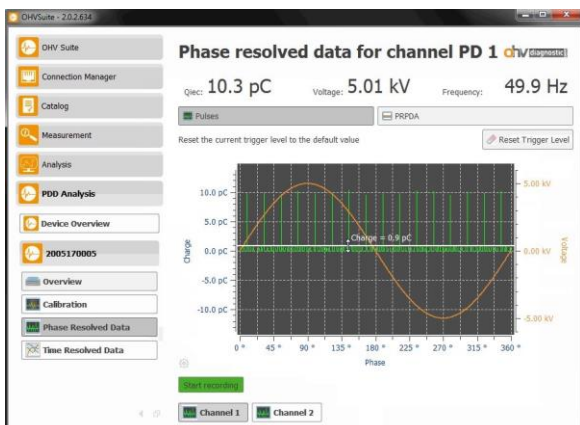 OHVSuite - 2.0.2.634
OHV Suite
Connection Manager
Catalog
Measurement
Analysis
PDD Analysis
Device Overview
2005170005
Overview
Calibration
Phase Resolved Data
Time Resolved Data
Phase resolved data for channel PD 1 ohv diagnostic
Qiec: 10.3 pC Voltage: 5.01 kV Frequency: 49.9 Hz
Pulses PRPDA
Reset the current trigger level to the default value Reset Trigger Level
10.0 pC
5.0 pC
0.0 pC
-5.0 pC
-10.0 pC
Charge
Charge = 0.9 pC
5.00 kV
0.00 kV
-5.00 kV
Voltage
0 ° 45 ° 90 ° 135 ° 180 ° 225 ° 270 ° 315 ° 360 °
Phase
Start recording
Channel 1 Channel 2